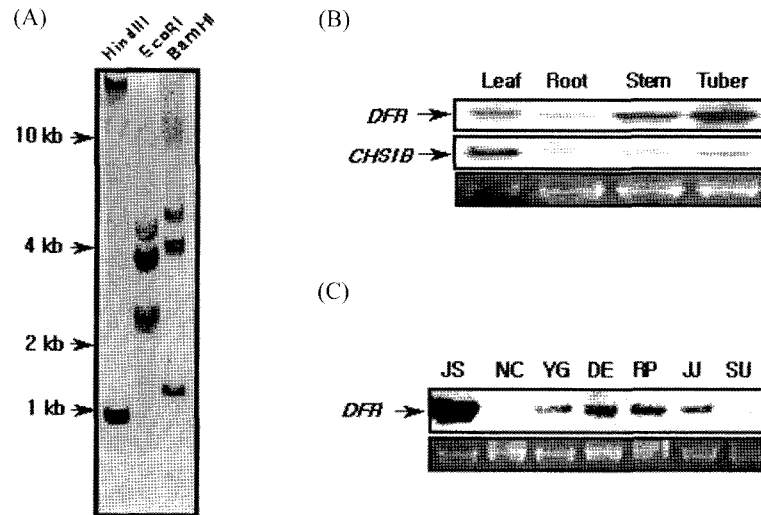 (A)
HindIII EcoRI BamHI
10 kb
4 kb
2 kb
1 kb
(B)
Leaf Root Stem Tuber
DFR
CHS1B
(C)
JS NC YG DE RP JJ SU
DFR